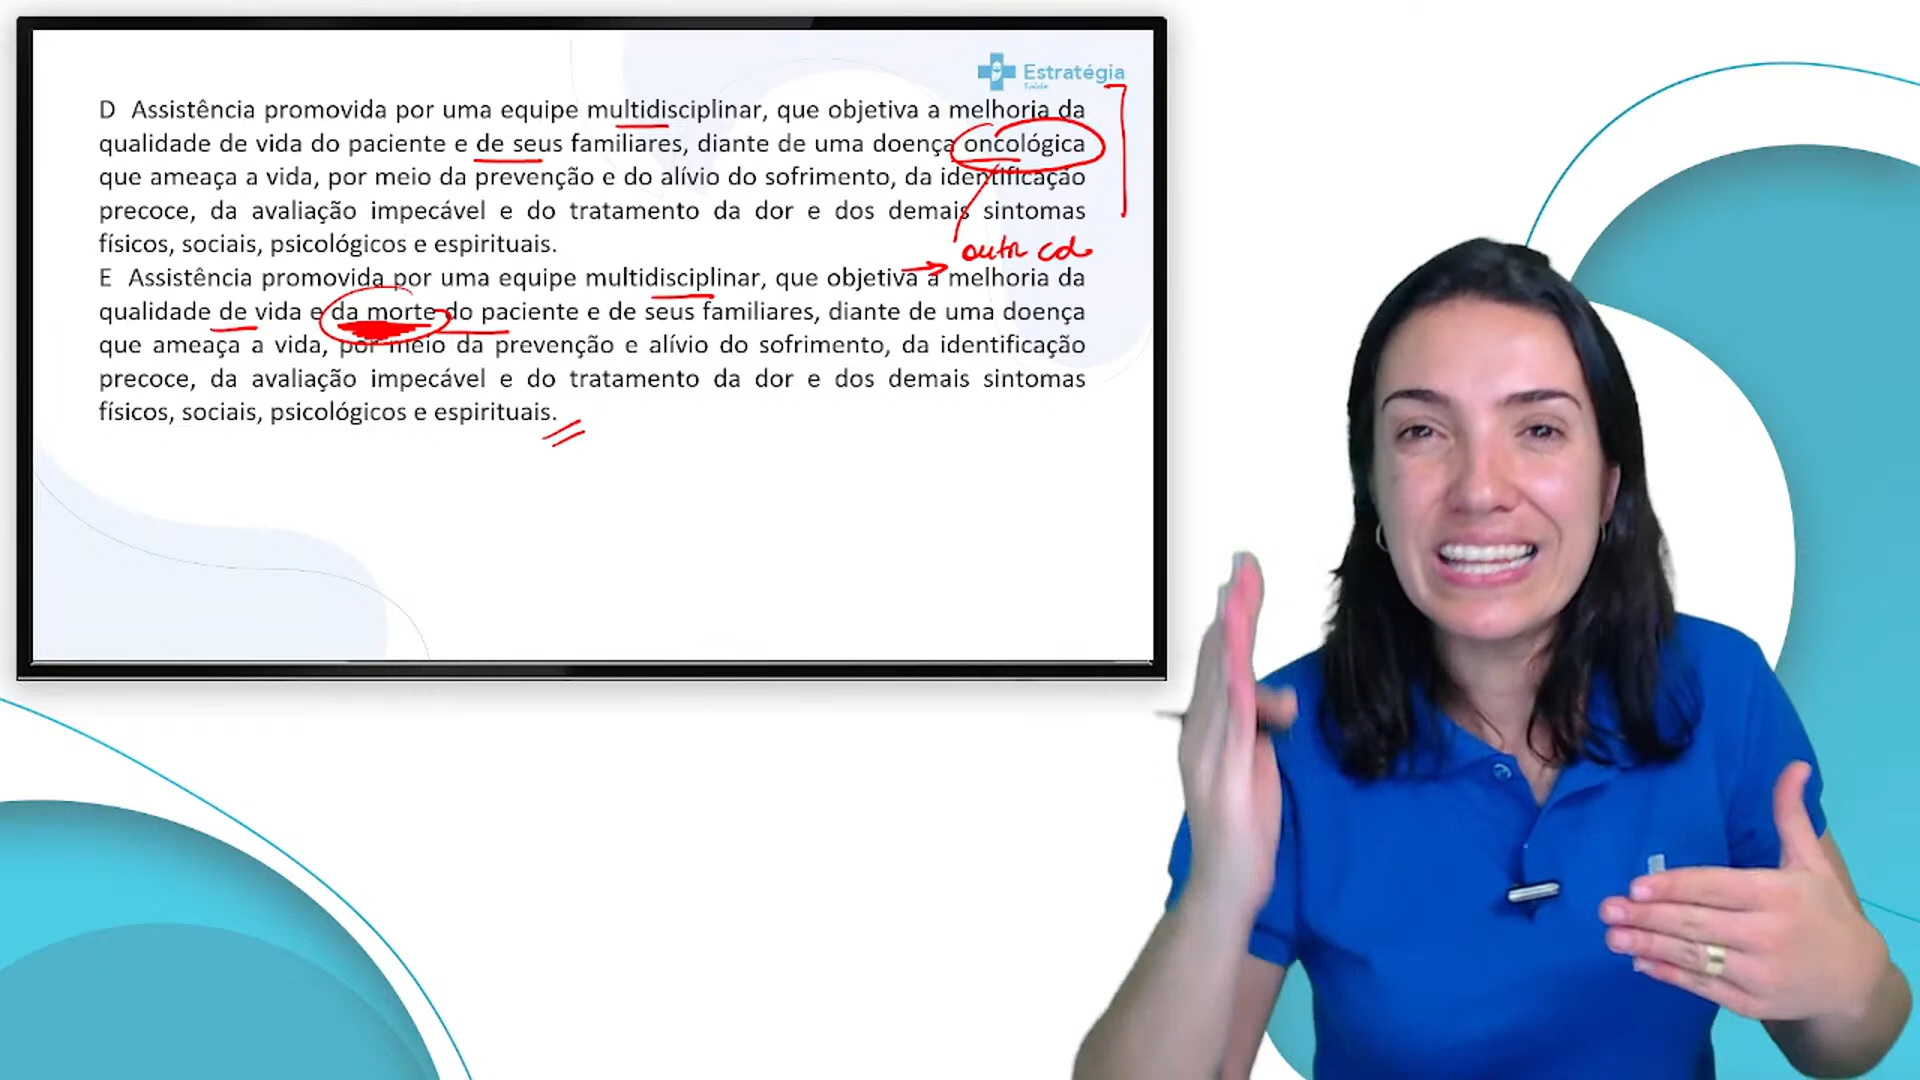 Estratégia
Saúde
D Assistência promovida por uma equipe multidisciplinar, que objetiva a melhoria da
qualidade de vida do paciente e de seus familiares, diante de uma doença oncológica
que ameaça a vida, por meio da prevenção e do alívio do sofrimento, da identificação
precoce, da avaliação impecável e do tratamento da dor e dos demais sintomas
físicos, sociais, psicológicos e espirituais.
E Assistência promovida por uma equipe multidisciplinar, que objetiva a melhoria da
qualidade de vida e da morte do paciente e de seus familiares, diante de uma doença
que ameaça a vida, por meio da prevenção e alívio do sofrimento, da identificação
precoce, da avaliação impecável e do tratamento da dor e dos demais sintomas
físicos, sociais, psicológicos e espirituais.